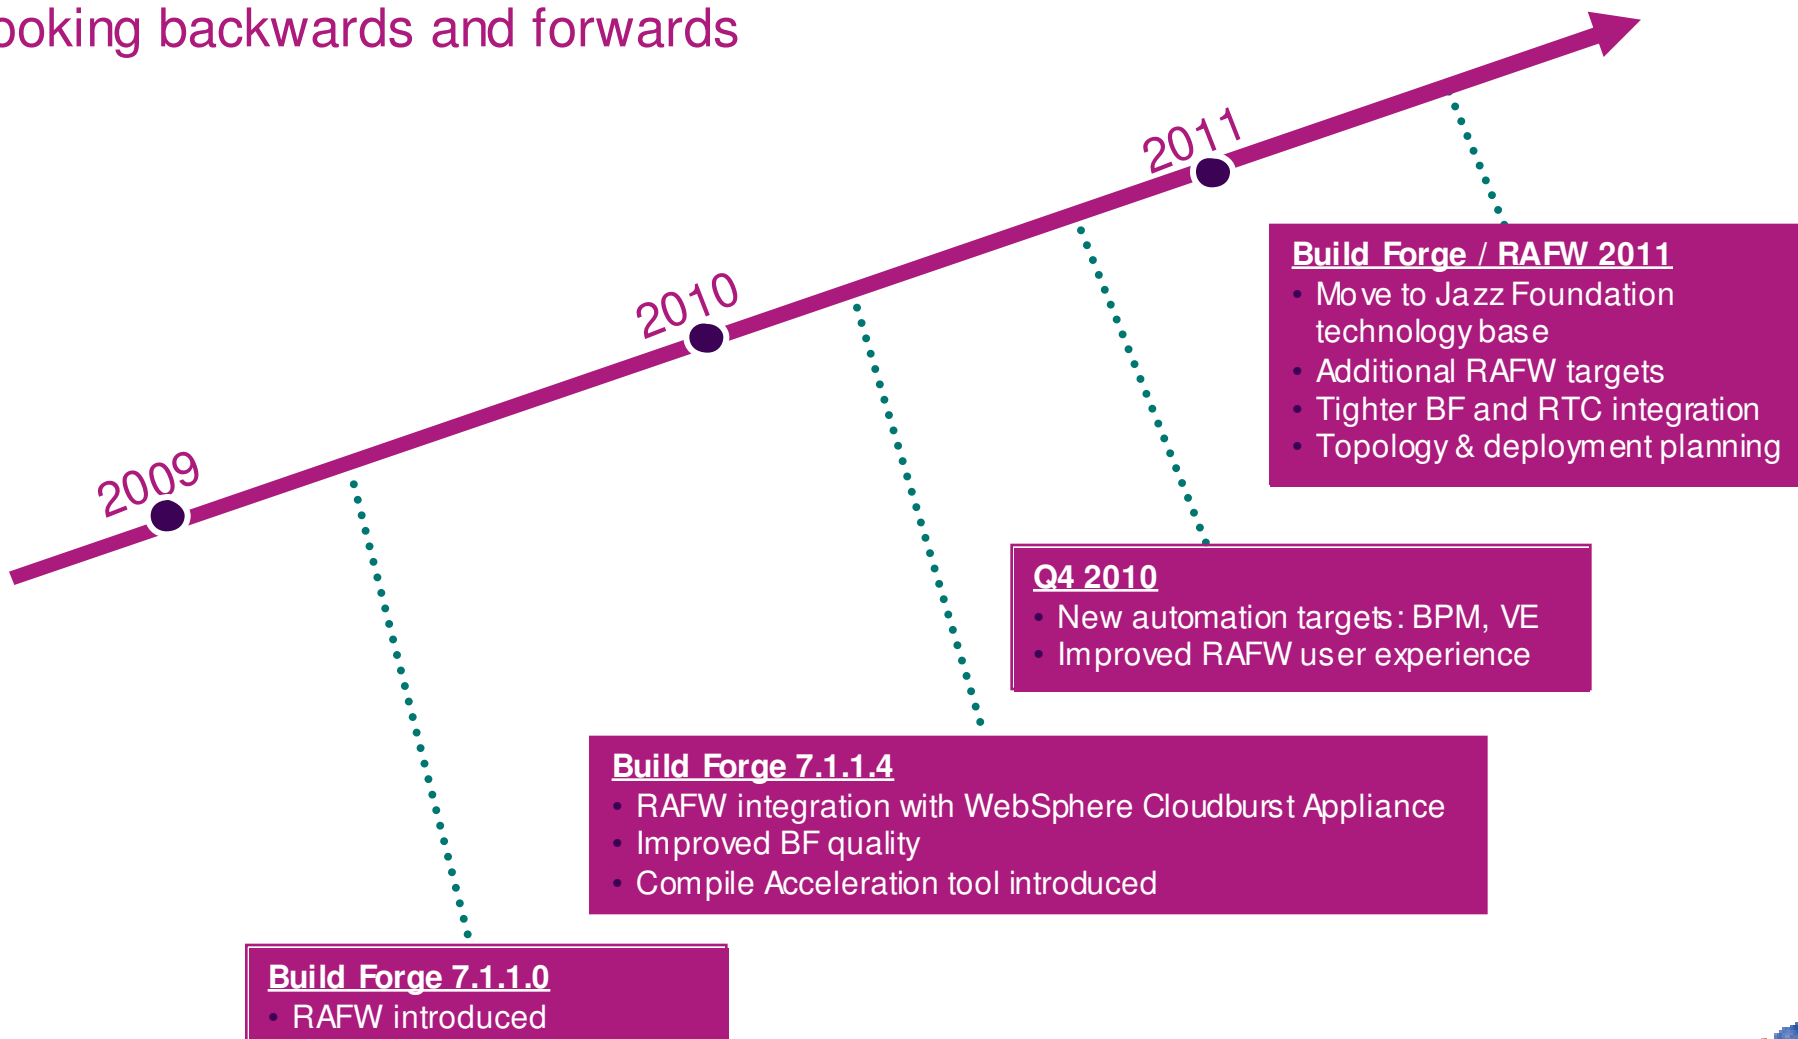 ooking backwards and forwards
2011
2010
2009
Build Forge / RAFW 2011
• Move to Jazz Foundation
technology base
• Additional RAFW targets
• Tighter BF and RTC integration
• Topology & deployment planning
Q4 2010
• New automation targets: BPM, VE
• Improved RAFW user experience
Build Forge 7.1.1.4
• RAFW integration with WebSphere Cloudburst Appliance
• Improved BF quality
• Compile Acceleration tool introduced
Build Forge 7.1.1.0
• RAFW introduced